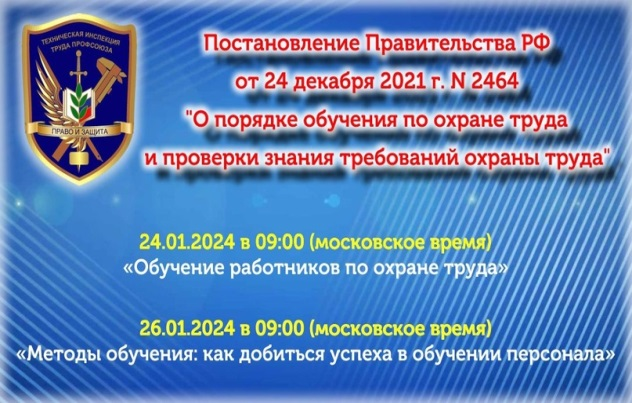 ТЕХНИЧЕСКАЯ ИНСПЕКЦИЯ
ТРУДА ПРОФСОЮЗА
ПРАВО И ЗАЩИТА
Постановление Правительства РФ
от 24 декабря 2021 г. N 2464
"О порядке обучения по охране труда
и проверки знания требований охраны труда"
24.01.2024 в 09:00 (московское время)
«Обучение работников по охране труда»
26.01.2024 в 09:00 (московское время)
«Методы обучения: как добиться успеха в обучении персонала»